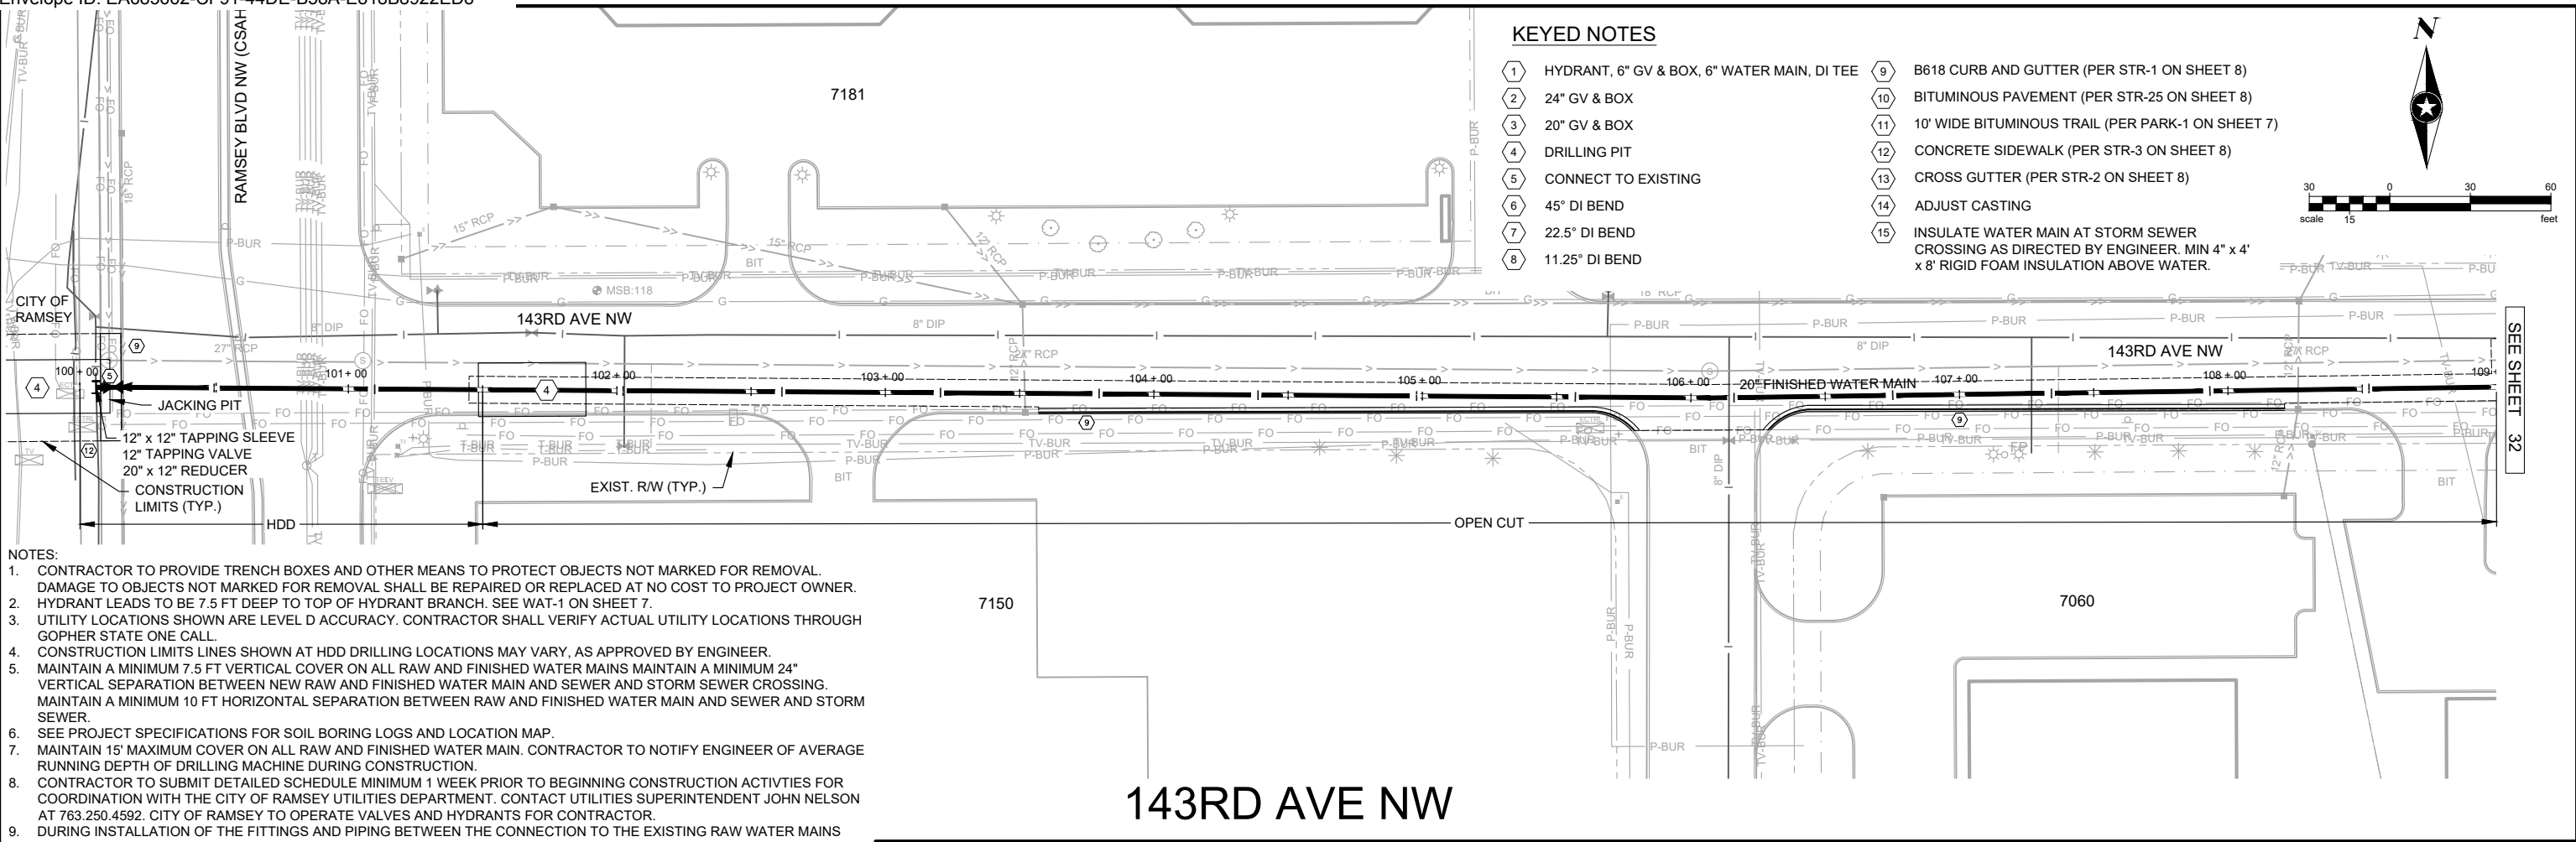 KEYED NOTES
1 HYDRANT, 6" GV & BOX, 6" WATER MAIN, DI TEE
2 24" GV & BOX
3 20" GV & BOX
4 DRILLING PIT
5 CONNECT TO EXISTING
6 45° DI BEND
7 22.5° DI BEND
8 11.25° DI BEND
9 B618 CURB AND GUTTER (PER STR-1 ON SHEET 8)
10 BITUMINOUS PAVEMENT (PER STR-25 ON SHEET 8)
11 10' WIDE BITUMINOUS TRAIL (PER PARK-1 ON SHEET 7)
12 CONCRETE SIDEWALK (PER STR-3 ON SHEET 8)
13 CROSS GUTTER (PER STR-2 ON SHEET 8)
14 ADJUST CASTING
15 INSULATE WATER MAIN AT STORM SEWER
CROSSING AS DIRECTED BY ENGINEER. MIN 4" x 4'
x 8' RIGID FOAM INSULATION ABOVE WATER.
N
30 0 30 60
scale 15 feet
RAMSEY BLVD NW (CSAH
7181
18" RCP
15" RCP
15" RCP
12" RCP
P-BUR
BIT
MSB:118
CITY OF
RAMSEY
143RD AVE NW
8" DIP
8" DIP
8" DIP
27" RCP
143RD AVE NW
100 + 00
101 + 00
102 + 00
103 + 00
104 + 00
105 + 00
106 + 00
20" FINISHED WATER MAIN
107 + 00
108 + 00
109
SEE SHEET 32
4
5
9
12
4
9
9
JACKING PIT
12" x 12" TAPPING SLEEVE
12" TAPPING VALVE
20" x 12" REDUCER
CONSTRUCTION
LIMITS (TYP.)
EXIST. R/W (TYP.)
BIT
BIT
BIT
8" DIP
12" RCP
HDD
OPEN CUT
7150
7060
P-BUR
NOTES:
1. CONTRACTOR TO PROVIDE TRENCH BOXES AND OTHER MEANS TO PROTECT OBJECTS NOT MARKED FOR REMOVAL.
DAMAGE TO OBJECTS NOT MARKED FOR REMOVAL SHALL BE REPAIRED OR REPLACED AT NO COST TO PROJECT OWNER.
2. HYDRANT LEADS TO BE 7.5 FT DEEP TO TOP OF HYDRANT BRANCH. SEE WAT-1 ON SHEET 7.
3. UTILITY LOCATIONS SHOWN ARE LEVEL D ACCURACY. CONTRACTOR SHALL VERIFY ACTUAL UTILITY LOCATIONS THROUGH
GOPHER STATE ONE CALL.
4. CONSTRUCTION LIMITS LINES SHOWN AT HDD DRILLING LOCATIONS MAY VARY, AS APPROVED BY ENGINEER.
5. MAINTAIN A MINIMUM 7.5 FT VERTICAL COVER ON ALL RAW AND FINISHED WATER MAINS MAINTAIN A MINIMUM 24"
VERTICAL SEPARATION BETWEEN NEW RAW AND FINISHED WATER MAIN AND SEWER AND STORM SEWER CROSSING.
MAINTAIN A MINIMUM 10 FT HORIZONTAL SEPARATION BETWEEN RAW AND FINISHED WATER MAIN AND SEWER AND STORM
SEWER.
6. SEE PROJECT SPECIFICATIONS FOR SOIL BORING LOGS AND LOCATION MAP.
7. MAINTAIN 15' MAXIMUM COVER ON ALL RAW AND FINISHED WATER MAIN. CONTRACTOR TO NOTIFY ENGINEER OF AVERAGE
RUNNING DEPTH OF DRILLING MACHINE DURING CONSTRUCTION.
8. CONTRACTOR TO SUBMIT DETAILED SCHEDULE MINIMUM 1 WEEK PRIOR TO BEGINNING CONSTRUCTION ACTIVTIES FOR
COORDINATION WITH THE CITY OF RAMSEY UTILITIES DEPARTMENT. CONTACT UTILITIES SUPERINTENDENT JOHN NELSON
AT 763.250.4592. CITY OF RAMSEY TO OPERATE VALVES AND HYDRANTS FOR CONTRACTOR.
9. DURING INSTALLATION OF THE FITTINGS AND PIPING BETWEEN THE CONNECTION TO THE EXISTING RAW WATER MAINS
143RD AVE NW